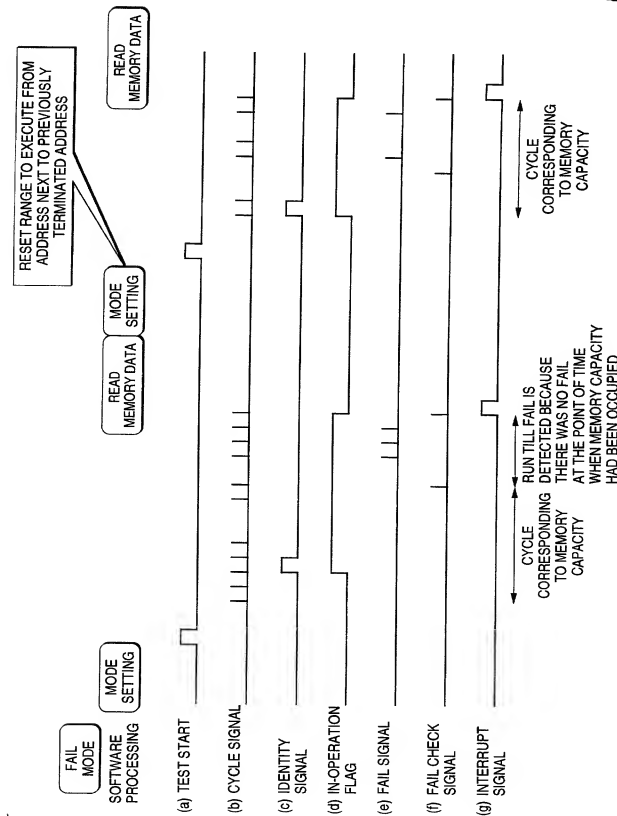 FAIL
MODE
SOFTWARE
PROCESSING
MODE
SETTING
READ
MEMORY DATA
MODE
SETTING
RESET RANGE TO EXECUTE FROM
ADDRESS NEXT TO PREVIOUSLY
TERMINATED ADDRESS
READ
MEMORY DATA
(a) TEST START
(b) CYCLE SIGNAL
(c) IDENTITY
SIGNAL
(d) IN-OPERATION
FLAG
(e) FAIL SIGNAL
(f) FAIL CHECK
SIGNAL
(g) INTERRUPT
SIGNAL
CYCLE
CORRESPONDING
TO MEMORY
CAPACITY
RUN TILL FAIL IS
DETECTED BECAUSE
THERE WAS NO FAIL
AT THE POINT OF TIME
WHEN MEMORY CAPACITY
HAD BEEN OCCUPIED
CYCLE
CORRESPONDING
TO MEMORY
CAPACITY